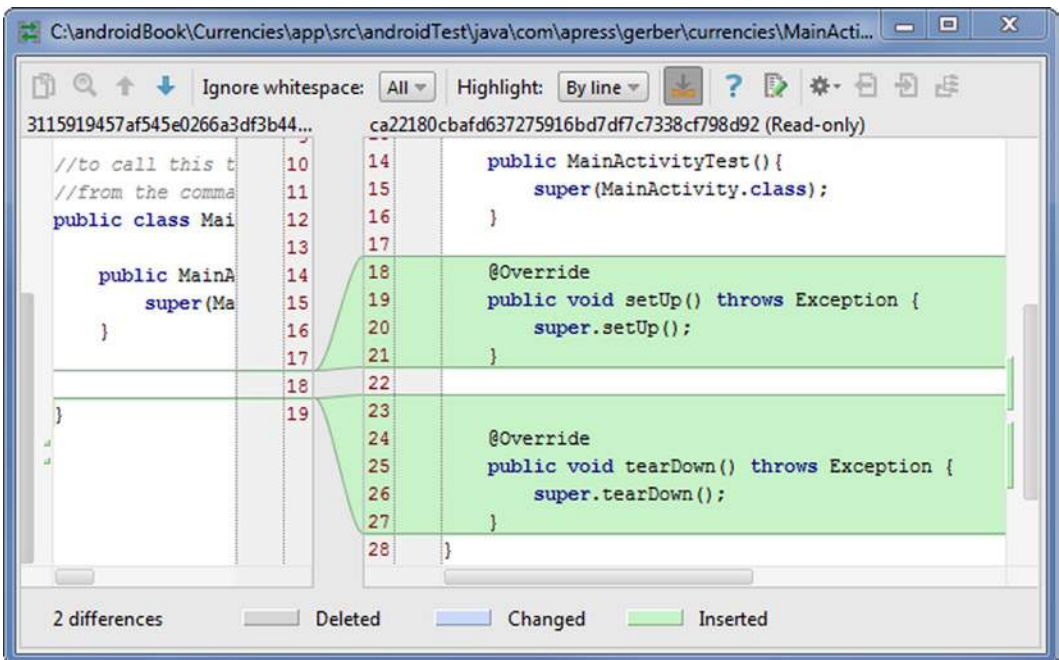 C:\androidBook\Currencies\app\src\androidTest\java\com\apress\gerber\currencies\MainActi...
Ignore whitespace: All Highlight: By line
3115919457af545e0266a3df3b44...
ca22180cbafd637275916bd7df7c7338cf798d92 (Read-only)
//to call this t 10
//from the comma 11
public class Mai 12
13
public MainA 14
super(Ma 15
} 16
17
18
} 19
14 public MainActivityTest(){
15 super(MainActivity.class);
16 }
17
18 @Override
19 public void setUp() throws Exception {
20 super.setUp();
21 }
22
23
24 @Override
25 public void tearDown() throws Exception {
26 super.tearDown();
27 }
28 }
2 differences Deleted Changed Inserted